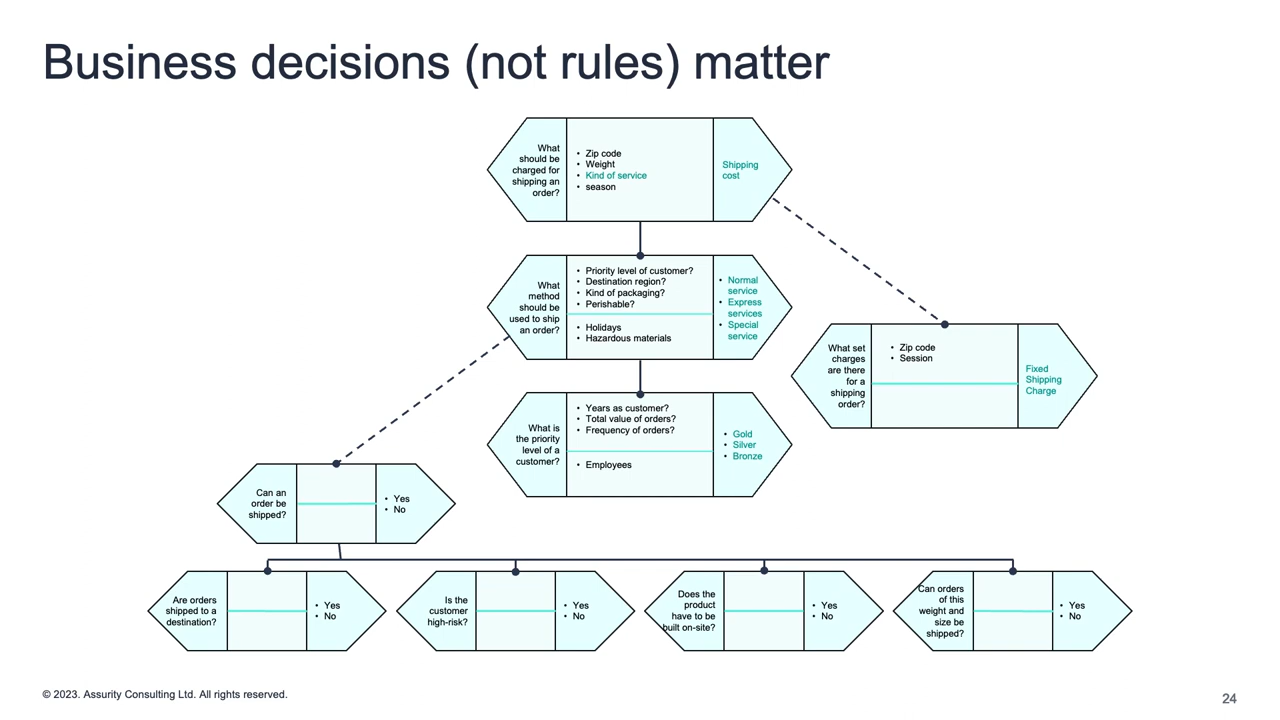 Business decisions (not rules) matter
What
should be
charged for
shipping an
order?
• Zip code
• Weight
• Kind of service
• season
Shipping
cost
What
method
should be
used to ship
an order?
• Priority level of customer?
• Destination region?
• Kind of packaging?
• Perishable?
• Holidays
• Hazardous materials
• Normal
service
• Express
services
• Special
service
What set
charges
are there
for a
shipping
order?
• Zip code
• Session
Fixed
Shipping
Charge
What is
the priority
level of a
customer?
• Years as customer?
• Total value of orders?
• Frequency of orders?
• Employees
• Gold
• Silver
• Bronze
Can an
order be
shipped?
• Yes
• No
Are orders
shipped to a
destination?
• Yes
• No
Is the
customer
high-risk?
• Yes
• No
Does the
product
have to be
built on-site?
• Yes
• No
Can orders
of this
weight and
size be
shipped?
• Yes
• No
© 2023. Assurity Consulting Ltd. All rights reserved.
24